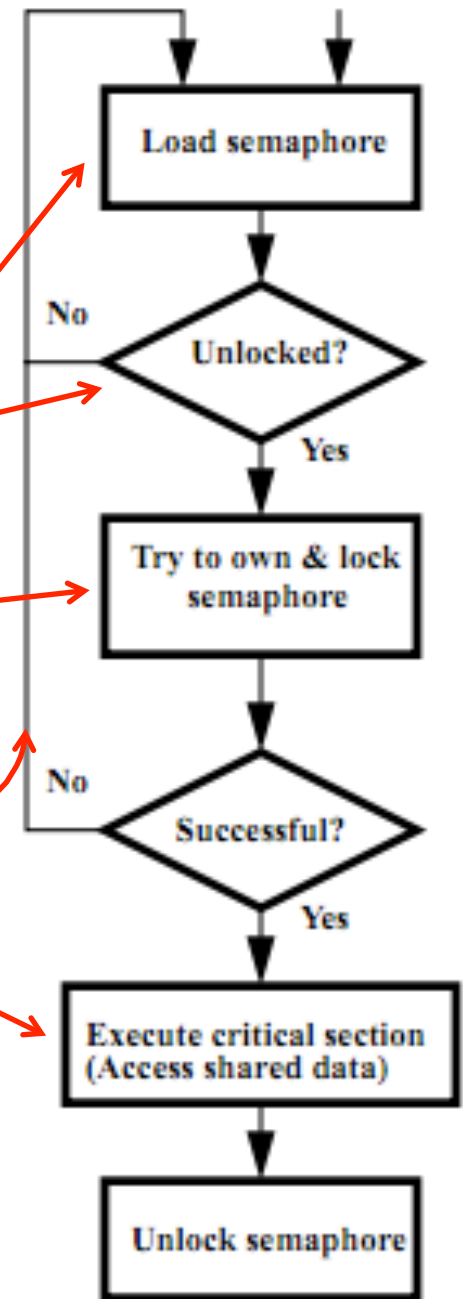 Load semaphore
No
Unlocked?
Yes
Try to own & lock
semaphore
No
Successful?
Yes
Execute critical section
(Access shared data)
Unlock semaphore